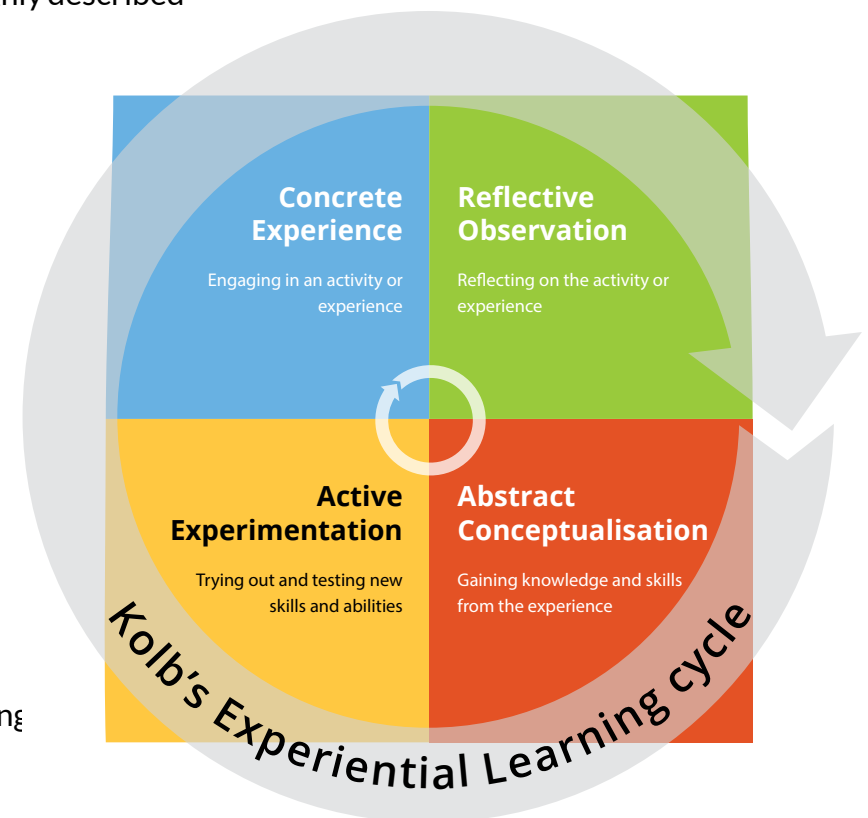 described
Concrete
Experience
Engaging in an activity or
experience
Reflective
Observation
Reflecting on the activity or
experience
Active
Experimentation
Trying out and testing new
skills and abilities
Abstract
Conceptualisation
Gaining knowledge and skills
from the experience
Kolb's Experiential Learning cycle